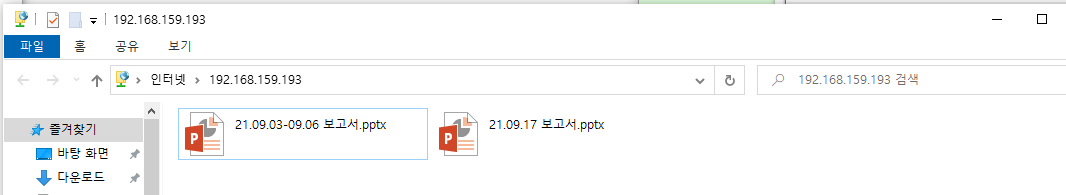 192.168.159.193
파일 홈 공유 보기
인터넷 192.168.159.193 192.168.159.193 검색
즐겨찾기
바탕 화면
다운로드
21.09.03-09.06 보고서.pptx
21.09.17 보고서.pptx